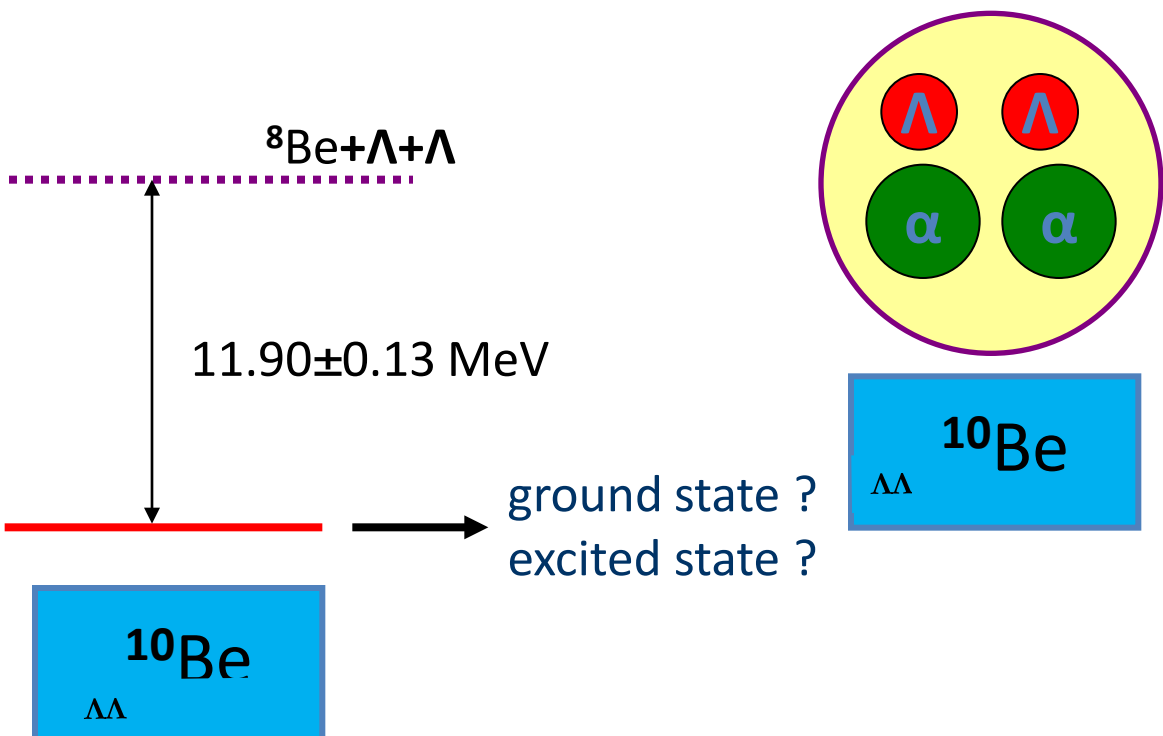 ⁸Be+Λ+Λ
11.90±0.13 MeV
ground state ?
excited state ?
¹⁰Be
ΛΛ
Λ Λ
α α
¹⁰Be
ΛΛ